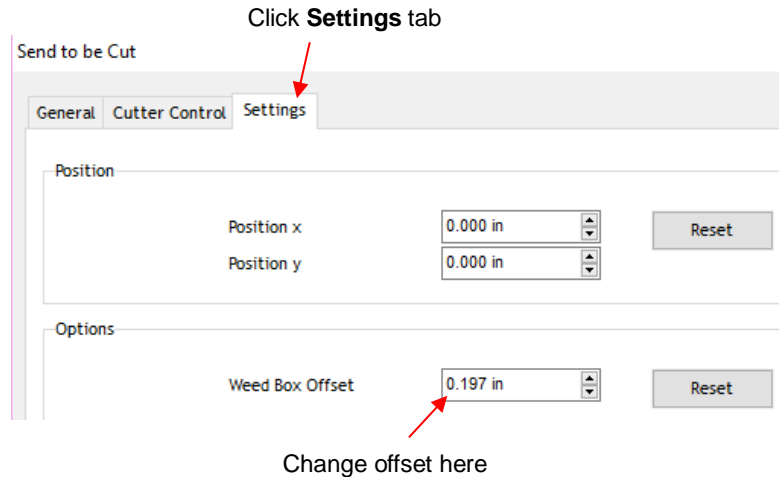 Click Settings tab
Send to be Cut
General Cutter Control Settings
Position
Position x 0.000 in Reset
Position y 0.000 in
Options
Weed Box Offset 0.197 in Reset
Change offset here